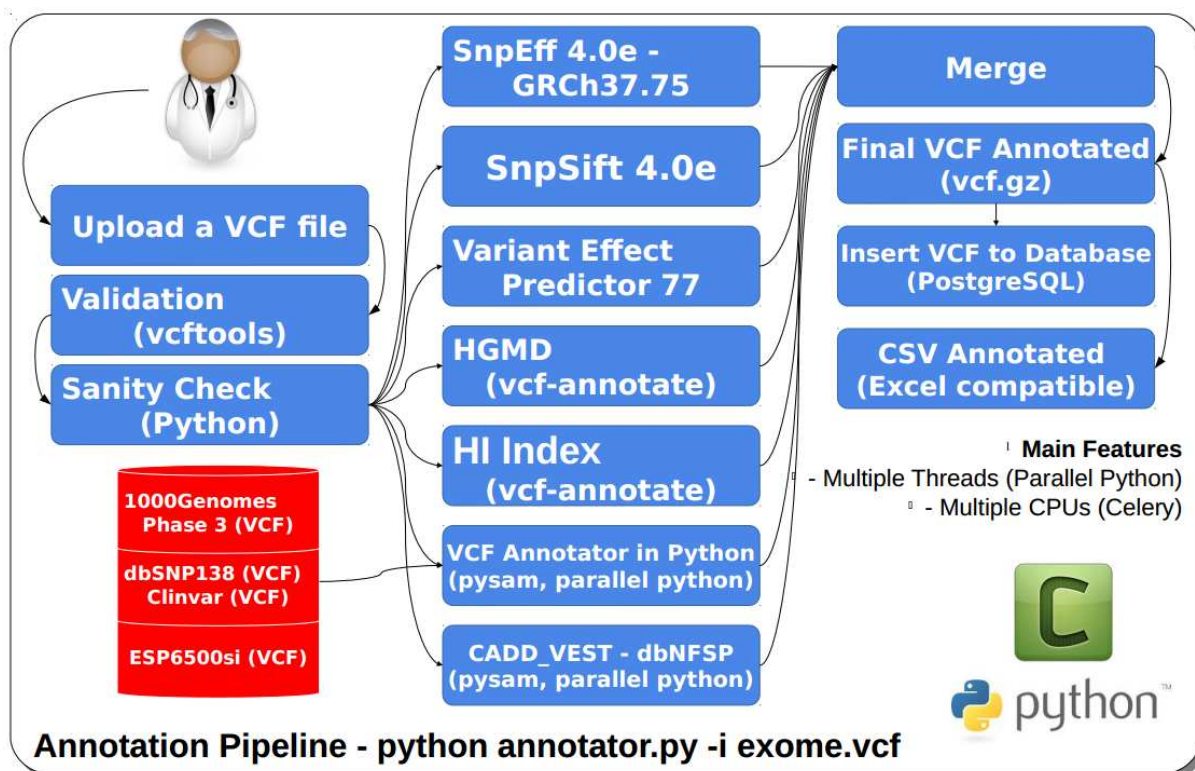 Upload a VCF file
Validation
(vcftools)
Sanity Check
(Python)
1000Genomes
Phase 3 (VCF)
dbSNP138 (VCF)
Clinvar (VCF)
ESP6500si (VCF)
SnpEff 4.0e -
GRCh37.75
SnpSift 4.0e
Variant Effect
Predictor 77
HGMD
(vcf-annotate)
HI Index
(vcf-annotate)
VCF Annotator in Python
(pysam, parallel python)
CADD_VEST - dbNFSP
(pysam, parallel python)
Merge
Final VCF Annotated
(vcf.gz)
Insert VCF to Database
(PostgreSQL)
CSV Annotated
(Excel compatible)
Main Features
- Multiple Threads (Parallel Python)
- Multiple CPUs (Celery)
C
python™
Annotation Pipeline - python annotator.py -i exome.vcf